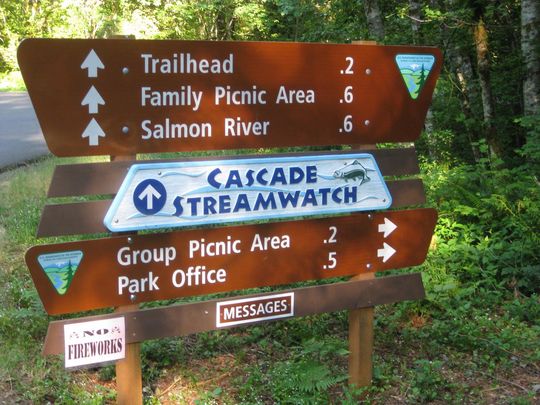 Trailhead .2
Family Picnic Area .6
Salmon River .6
CASCADE
STREAMWATCH
Group Picnic Area .2
Park Office .5
MESSAGES
NO
FIREWORKS